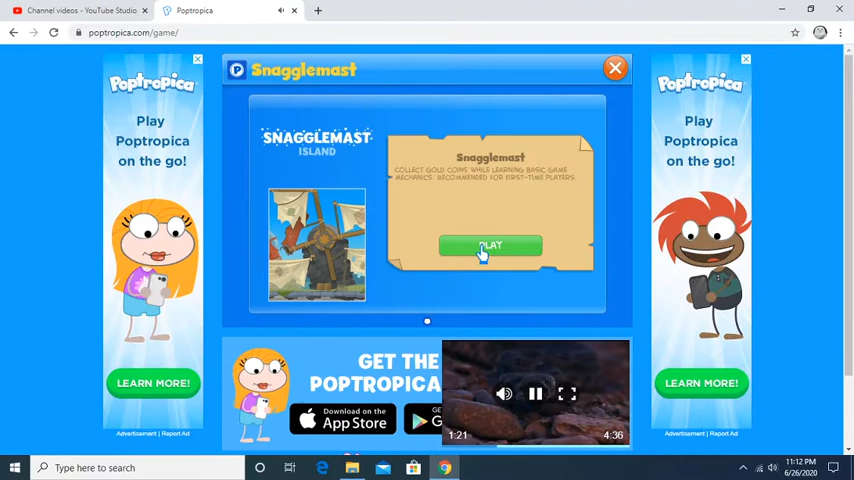 Channel videos - YouTube Studio
Poptropica
poptropica.com/game/
Poptropica
Play
Poptropica
on the go!
LEARN MORE!
Advertisement | Report Ad
P Snagglemast
SNAGGLEMAST
ISLAND
Snagglemast
COLLECT GOLD COINS WHILE LEARNING BASIC GAME
MECHANICS. RECOMMENDED FOR FIRST-TIME PLAYERS.
PLAY
GET THE
POPTROPICA
Download on the
App Store
GET
G
1:21
4:36
Poptropica
Play
Poptropica
on the go!
LEARN MORE!
Advertisement | Report Ad
Type here to search
11:12 PM
6/26/2020